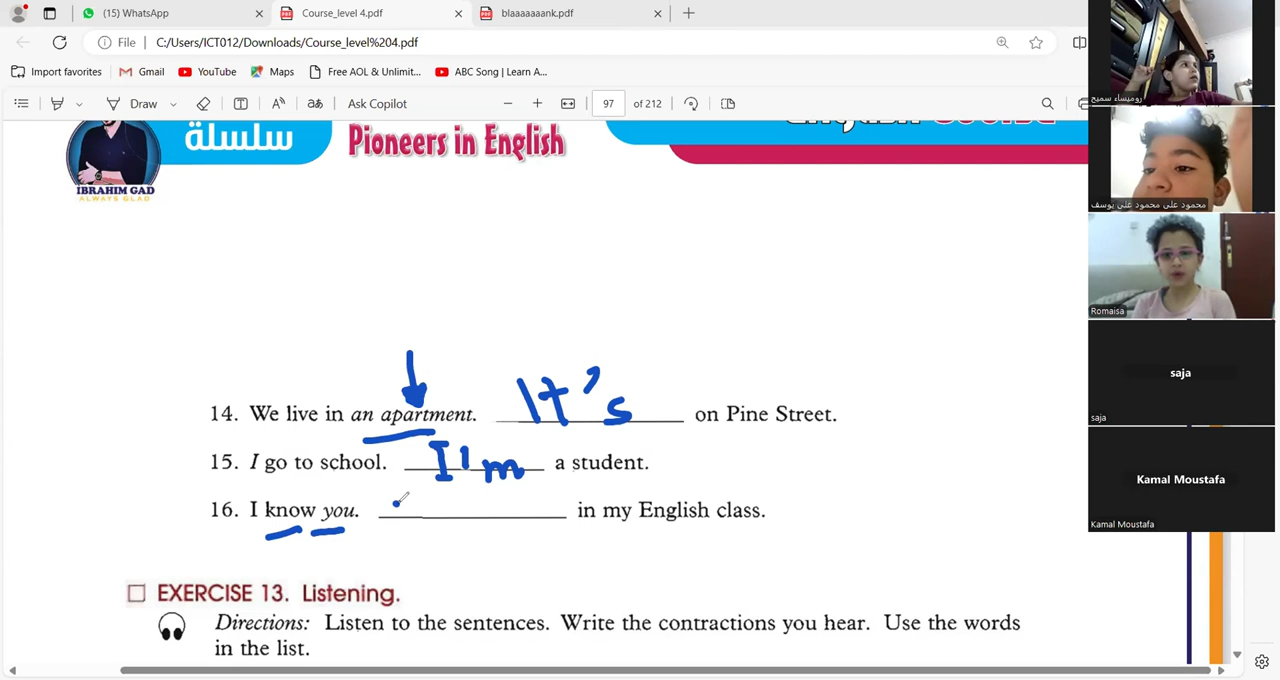 (15) WhatsApp
Course_level 4.pdf
blaaaaaaank.pdf
File C:/Users/ICT012/Downloads/Course_level%204.pdf
Import favorites
Gmail
YouTube
Maps
Free AOL & Unlimit...
ABC Song | Learn A...
Draw
Ask Copilot
97 of 212
سلسلة
Pioneers in English
IBRAHIM GAD
ALWAYS GLAD
14. We live in an apartment. It's on Pine Street.
15. I go to school. I'm a student.
16. I know you. in my English class.
EXERCISE 13. Listening.
Directions: Listen to the sentences. Write the contractions you hear. Use the words
in the list.
روميساء سميح
محمود علي محمود علي يوسف
Romaisa
saja
saja
Kamal Moustafa
Kamal Moustafa